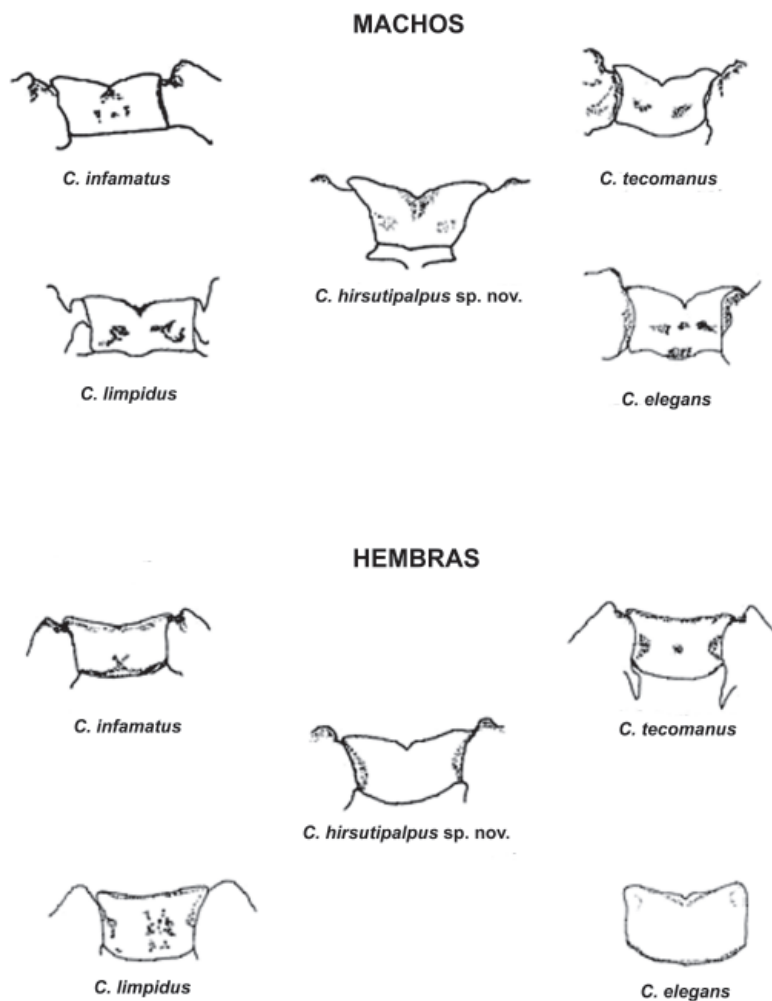 MACHOS
C. infamatus
C. tecomanus
C. hirsutipalpus sp. nov.
C. limpidus
C. elegans
HEMBRAS
C. infamatus
C. tecomanus
C. hirsutipalpus sp. nov.
C. limpidus
C. elegans